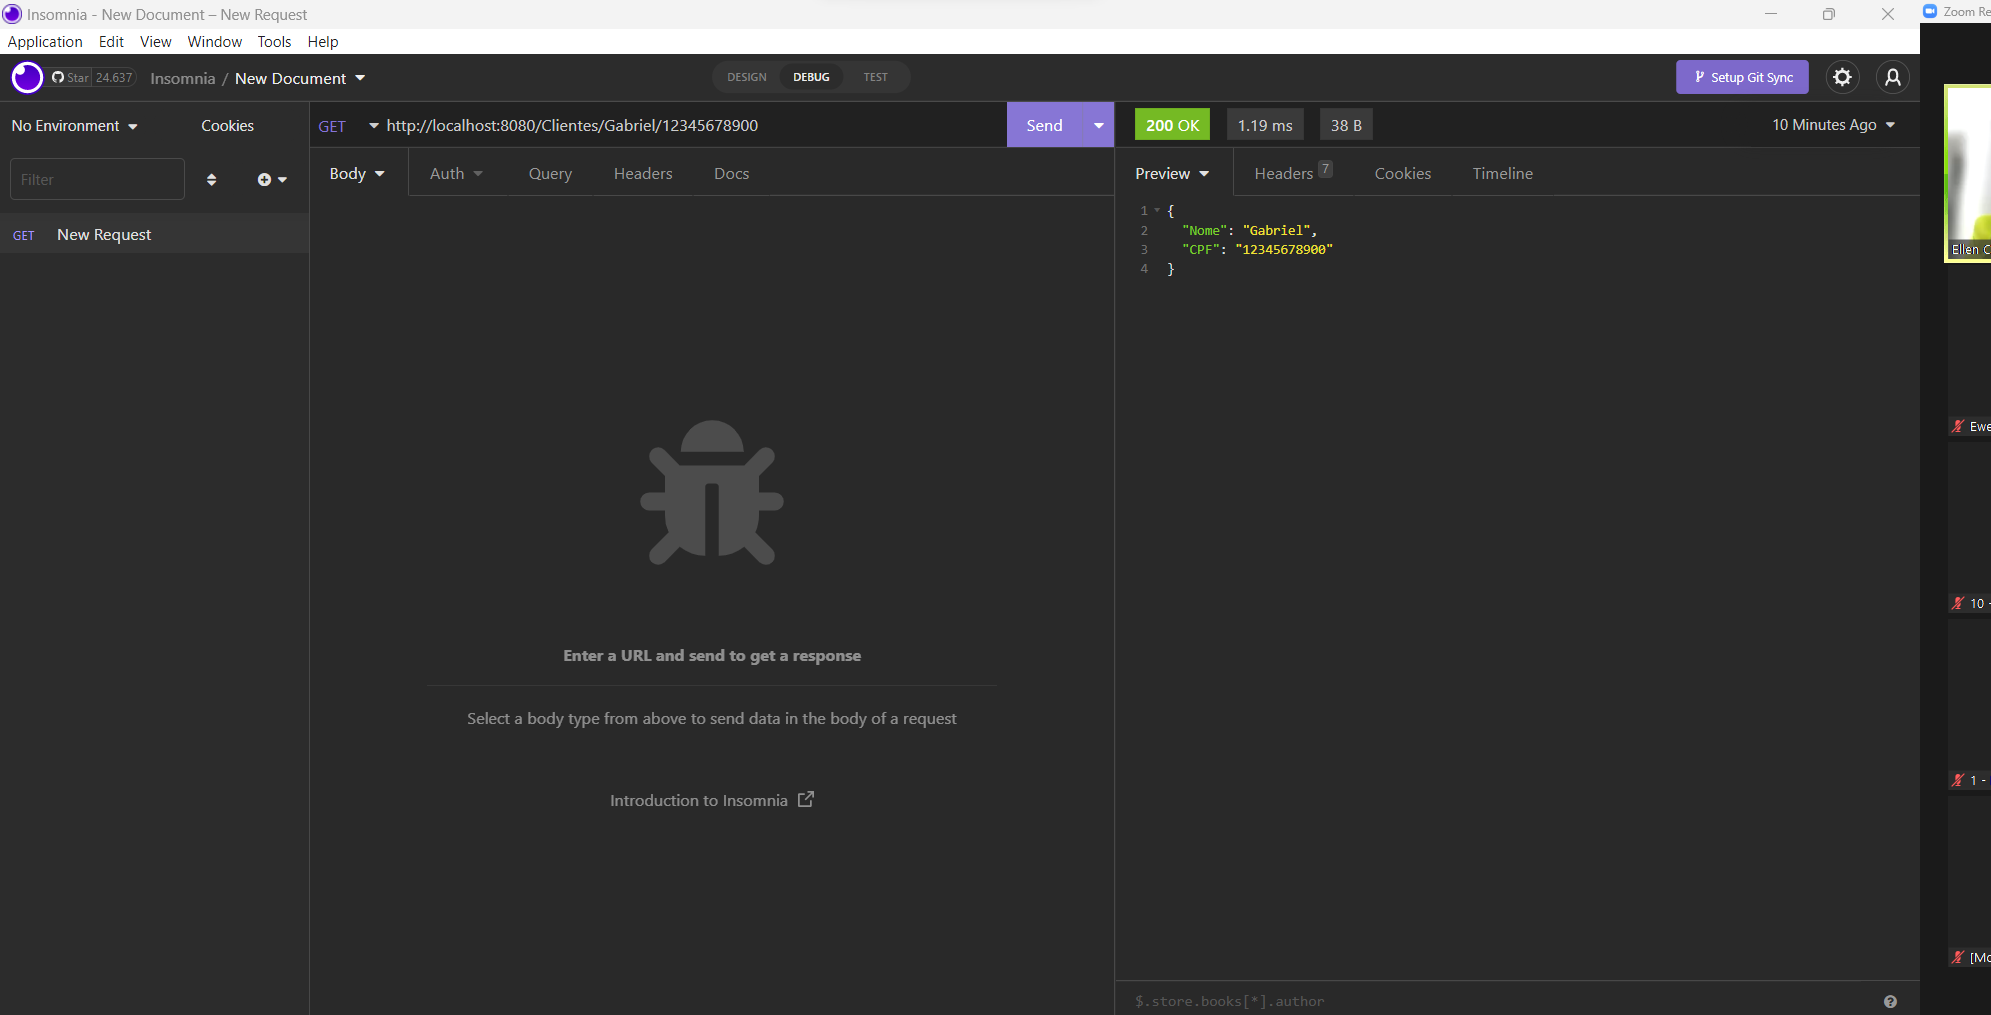 Insomnia - New Document – New Request
Zoom
Application Edit View Window Tools Help
Star 24.637 Insomnia / New Document
DESIGN DEBUG TEST
Setup Git Sync
No Environment Cookies
GET http://localhost:8080/Clientes/Gabriel/12345678900 Send
200 OK 1.19 ms 38 B 10 Minutes Ago
Filter
Body Auth Query Headers Docs
Preview Headers 7 Cookies Timeline
GET New Request
1 {
2 "Nome": "Gabriel",
3 "CPF": "12345678900"
4 }
Ellen
Enter a URL and send to get a response
Select a body type from above to send data in the body of a request
Introduction to Insomnia
10 -
1 -
$.store.books[*].author